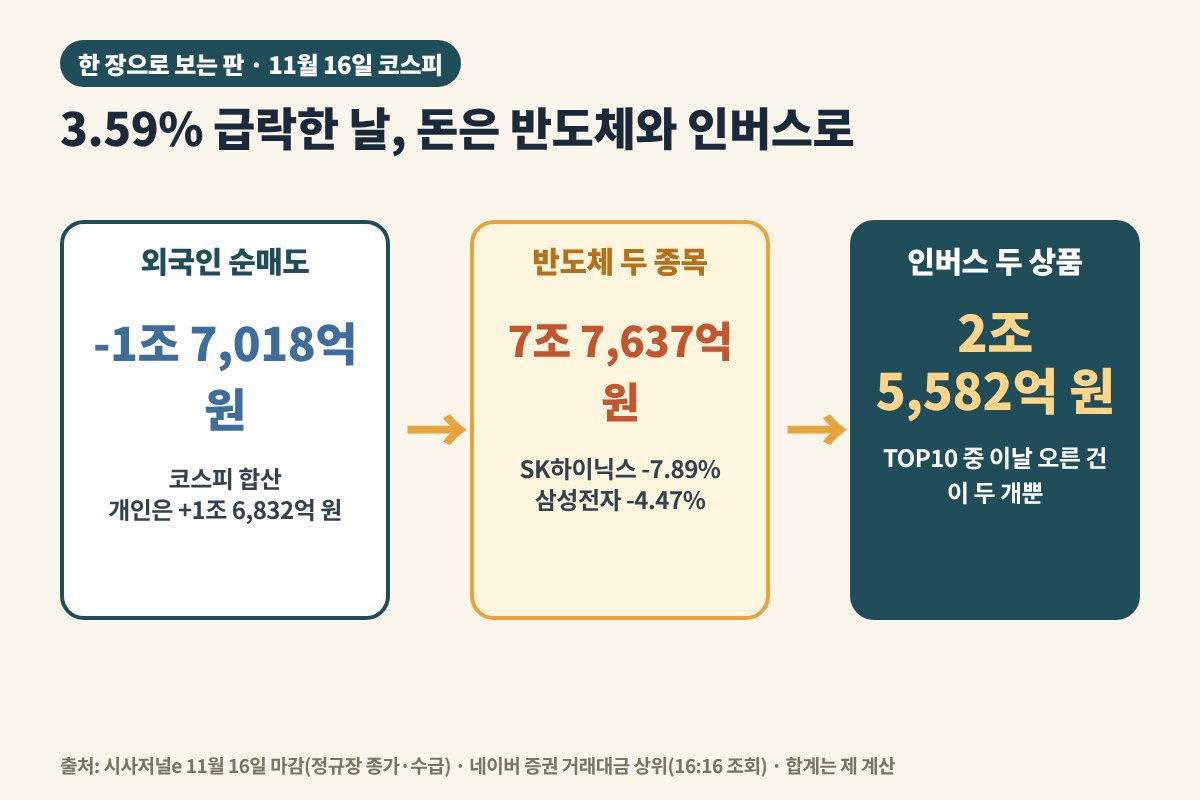 한 장으로 보는 판 · 11월 16일 코스피
3.59% 급락한 날, 돈은 반도체와 인버스로
외국인 순매도
-1조 7,018억
원
코스피 합산
개인은 +1조 6,832억 원
→
반도체 두 종목
7조 7,637억
원
SK하이닉스 -7.89%
삼성전자 -4.47%
→
인버스 두 상품
2조
5,582억 원
TOP10 중 이날 오른 건
이 두 개뿐
출처: 시사저널e 11월 16일 마감(정규장 종가·수급) · 네이버 증권 거래대금 상위(16:16 조회) · 합계는 제 계산